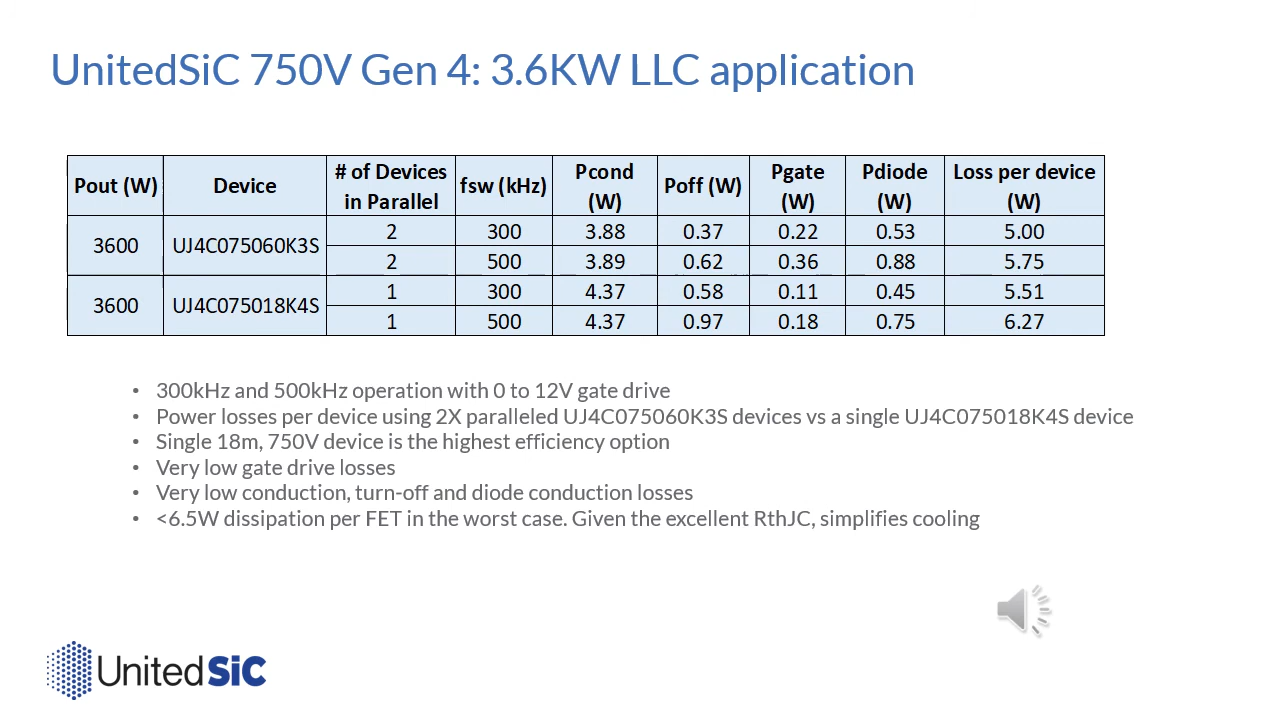 UnitedSiC 750V Gen 4: 3.6KW LLC application
Pout (W) Device # of Devices in Parallel fsw (kHz) Pcond (W) Poff (W) Pgate (W) Pdiode (W) Loss per device (W)
3600 UJ4C075060K3S 2 300 3.88 0.37 0.22 0.53 5.00
2 500 3.89 0.62 0.36 0.88 5.75
3600 UJ4C075018K4S 1 300 4.37 0.58 0.11 0.45 5.51
1 500 4.37 0.97 0.18 0.75 6.27
• 300kHz and 500kHz operation with 0 to 12V gate drive
• Power losses per device using 2X paralleled UJ4C075060K3S devices vs a single UJ4C075018K4S device
• Single 18m, 750V device is the highest efficiency option
• Very low gate drive losses
• Very low conduction, turn-off and diode conduction losses
• <6.5W dissipation per FET in the worst case. Given the excellent RthJC, simplifies cooling
UnitedSiC